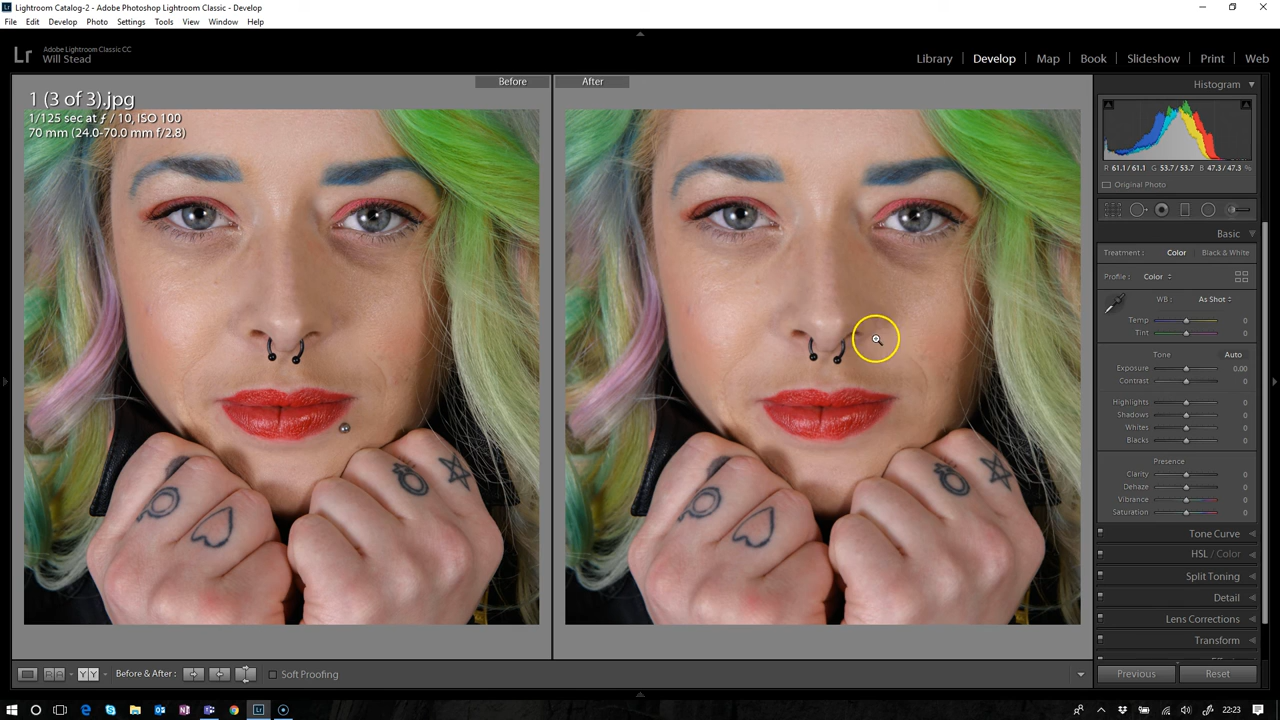 Lightroom Catalog-2 - Adobe Photoshop Lightroom Classic - Develop
File Edit Develop Photo Settings Tools View Window Help
Lr
Adobe Lightroom Classic CC
Will Stead
Library | Develop | Map | Book | Slideshow | Print | Web
Before
After
1 (3 of 3).jpg
1/125 sec at ƒ / 10, ISO 100
70 mm (24.0-70.0 mm f/2.8)
Histogram
R 61.1/61.1 G 53.7/53.7 B 47.3/47.3 %
Original Photo
Basic
Treatment : Color | Black & White
Profile : Color
WB : As Shot
Temp 0
Tint 0
Tone Auto
Exposure 0.00
Contrast 0
Highlights 0
Shadows 0
Whites 0
Blacks 0
Presence
Clarity 0
Dehaze 0
Vibrance 0
Saturation 0
Tone Curve
HSL / Color
Split Toning
Detail
Lens Corrections
Transform
Before & After :
Soft Proofing
Previous
Reset
22:23